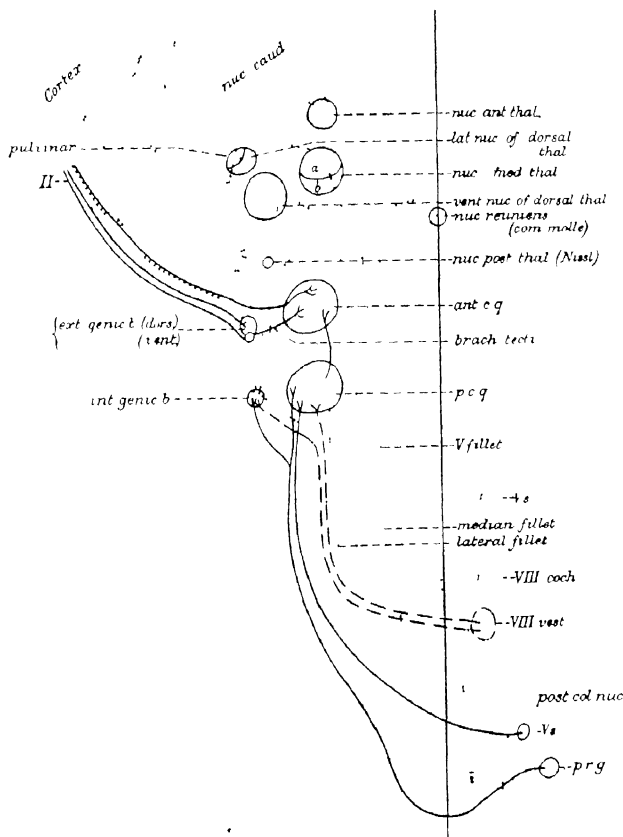 Cortex
nuc caud
nuc ant thal
pulvinar
lat nuc of dorsal
thal
a
b
nuc med thal
II
vent nuc of dorsal thal
nuc reuniens
(com molle)
nuc post thal (Nissl)
ant c q
ext genic t (dors)
(vent)
brach tecti
int genic b
p c q
V fillet
median fillet
lateral fillet
VIII coch
VIII vest
post col nuc
Vs
p r g